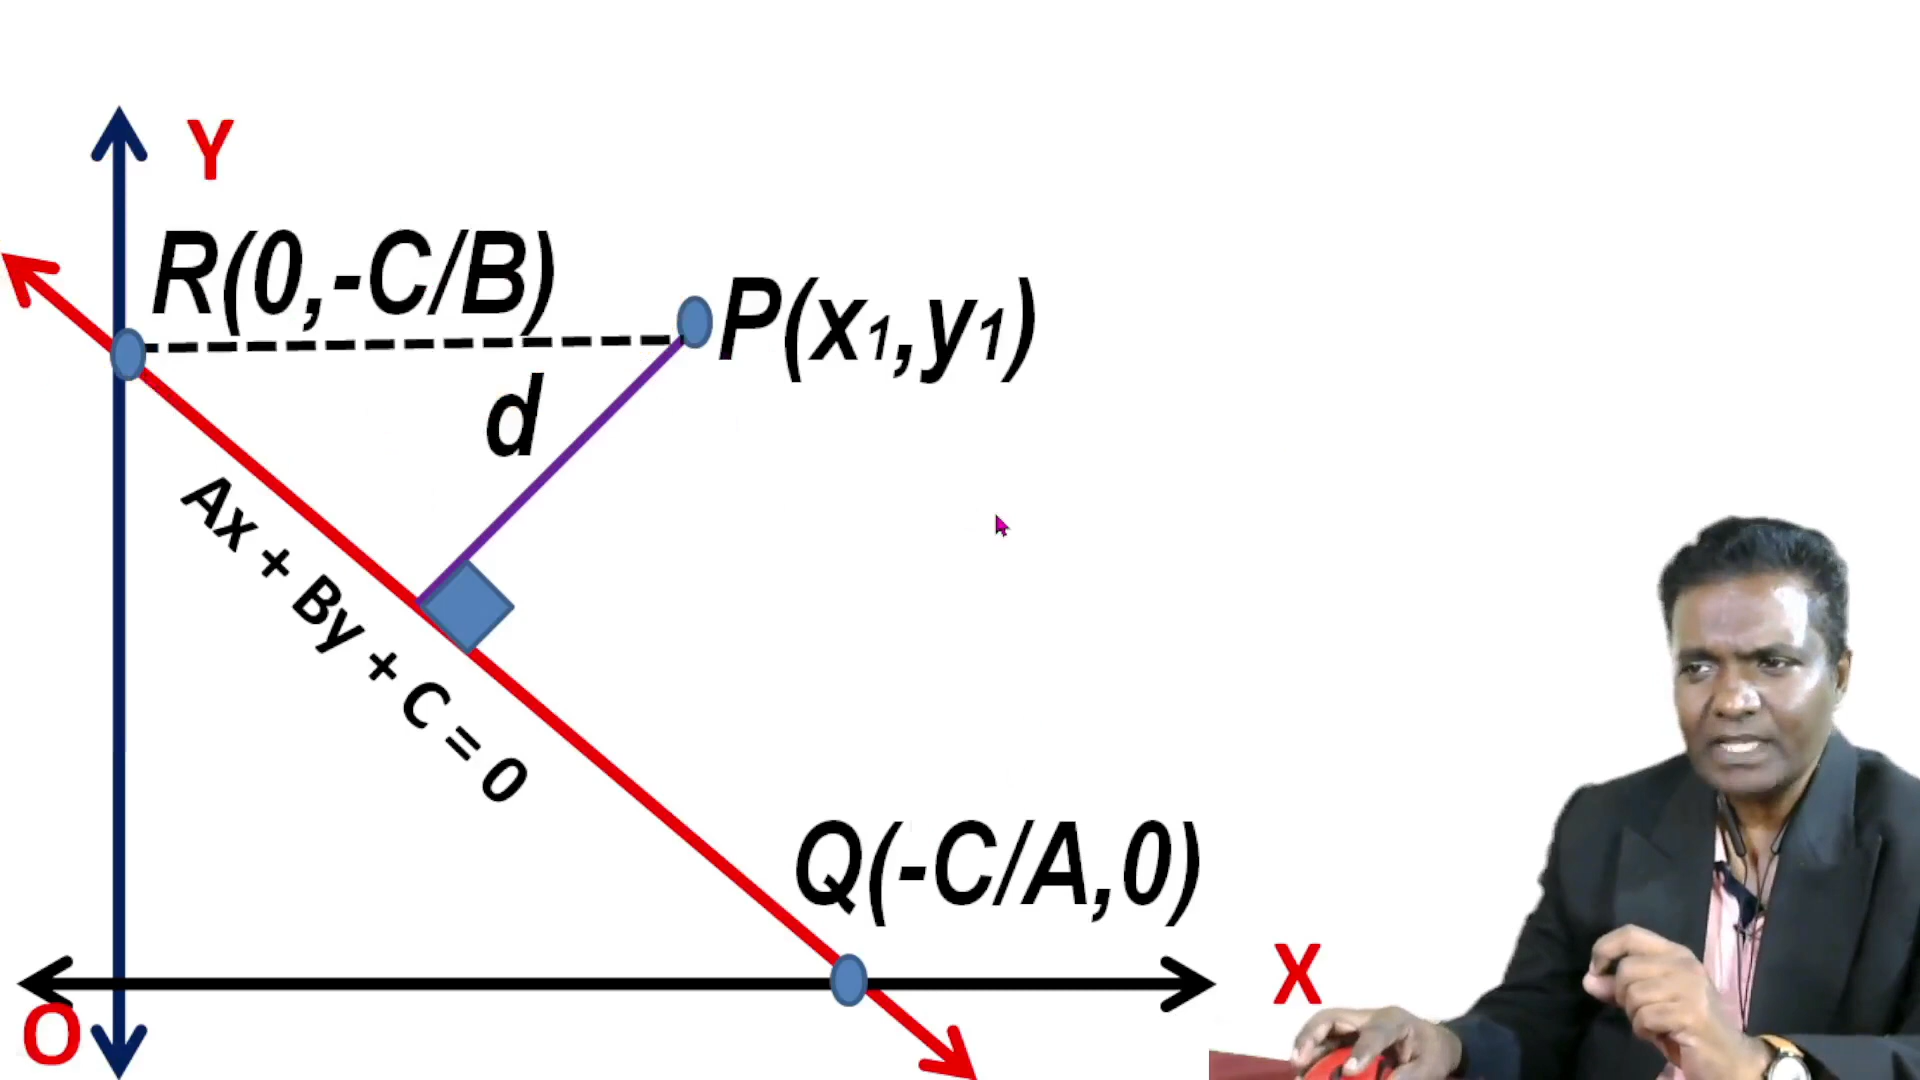 Y
R(0,-C/B)
P(x₁,y₁)
d
Ax + By + C = 0
Q(-C/A,0)
X
O